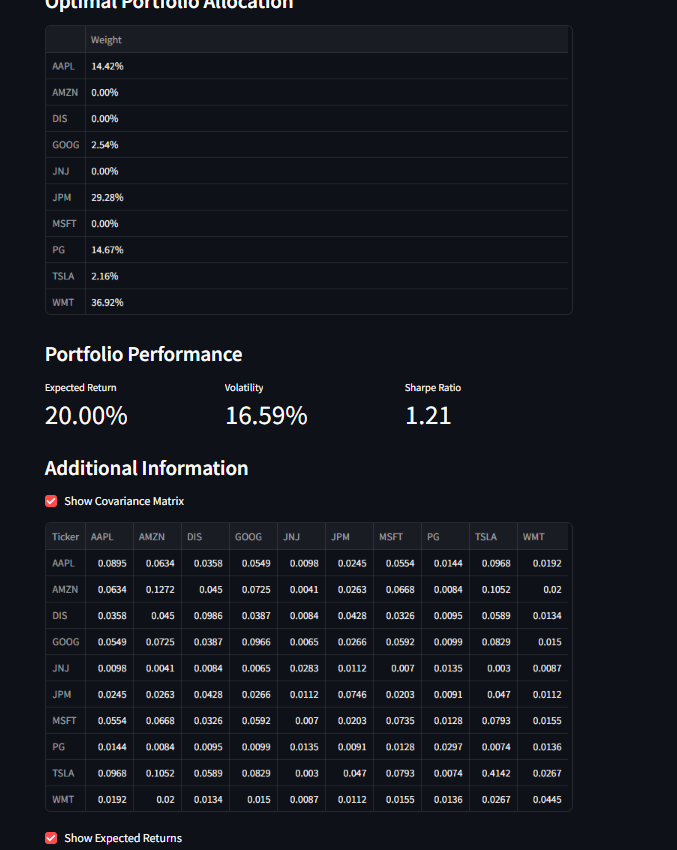 Optimal Portfolio Allocation
Weight
AAPL 14.42%
AMZN 0.00%
DIS 0.00%
GOOG 2.54%
JNJ 0.00%
JPM 29.28%
MSFT 0.00%
PG 14.67%
TSLA 2.16%
WMT 36.92%
Portfolio Performance
Expected Return Volatility Sharpe Ratio
20.00% 16.59% 1.21
Additional Information
Show Covariance Matrix
Ticker AAPL AMZN DIS GOOG JNJ JPM MSFT PG TSLA WMT
AAPL 0.0895 0.0634 0.0358 0.0549 0.0098 0.0245 0.0554 0.0144 0.0968 0.0192
AMZN 0.0634 0.1272 0.045 0.0725 0.0041 0.0263 0.0668 0.0084 0.1052 0.02
DIS 0.0358 0.045 0.0986 0.0387 0.0084 0.0428 0.0326 0.0095 0.0589 0.0134
GOOG 0.0549 0.0725 0.0387 0.0966 0.0065 0.0266 0.0592 0.0099 0.0829 0.015
JNJ 0.0098 0.0041 0.0084 0.0065 0.0283 0.0112 0.007 0.0135 0.003 0.0087
JPM 0.0245 0.0263 0.0428 0.0266 0.0112 0.0746 0.0203 0.0091 0.047 0.0112
MSFT 0.0554 0.0668 0.0326 0.0592 0.007 0.0203 0.0735 0.0128 0.0793 0.0155
PG 0.0144 0.0084 0.0095 0.0099 0.0135 0.0091 0.0128 0.0297 0.0074 0.0136
TSLA 0.0968 0.1052 0.0589 0.0829 0.003 0.047 0.0793 0.0074 0.4142 0.0267
WMT 0.0192 0.02 0.0134 0.015 0.0087 0.0112 0.0155 0.0136 0.0267 0.0445
Show Expected Returns